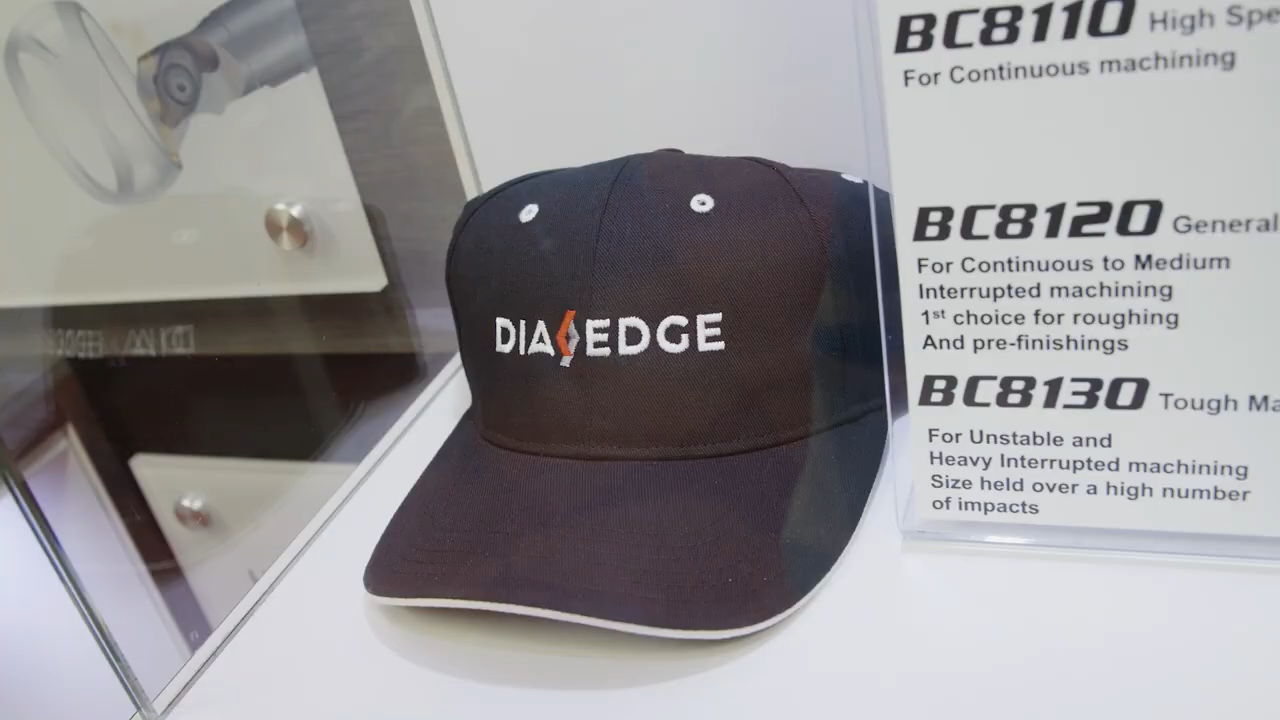 DIAEDGE
BC8110 High Spe
For Continuous machining
BC8120 General
For Continuous to Medium
Interrupted machining
1st choice for roughing
And pre-finishings
BC8130 Tough Ma
For Unstable and
Heavy Interrupted machining
Size held over a high number
of impacts